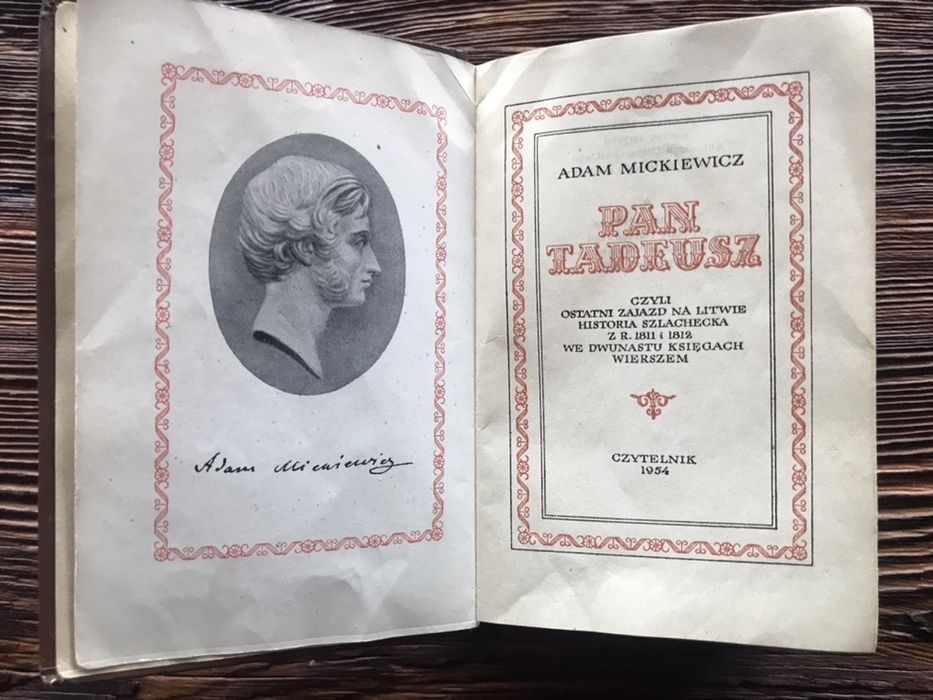 Adam Mickiewicz
ADAM MICKIEWICZ
PAN
TADEUSZ
CZYLI
OSTATNI ZAJAZD NA LITWIE
HISTORIA SZLACHECKA
Z R. 1811 i 1812
WE DWUNASTU KSIĘGACH
WIERSZEM
CZYTELNIK
1954